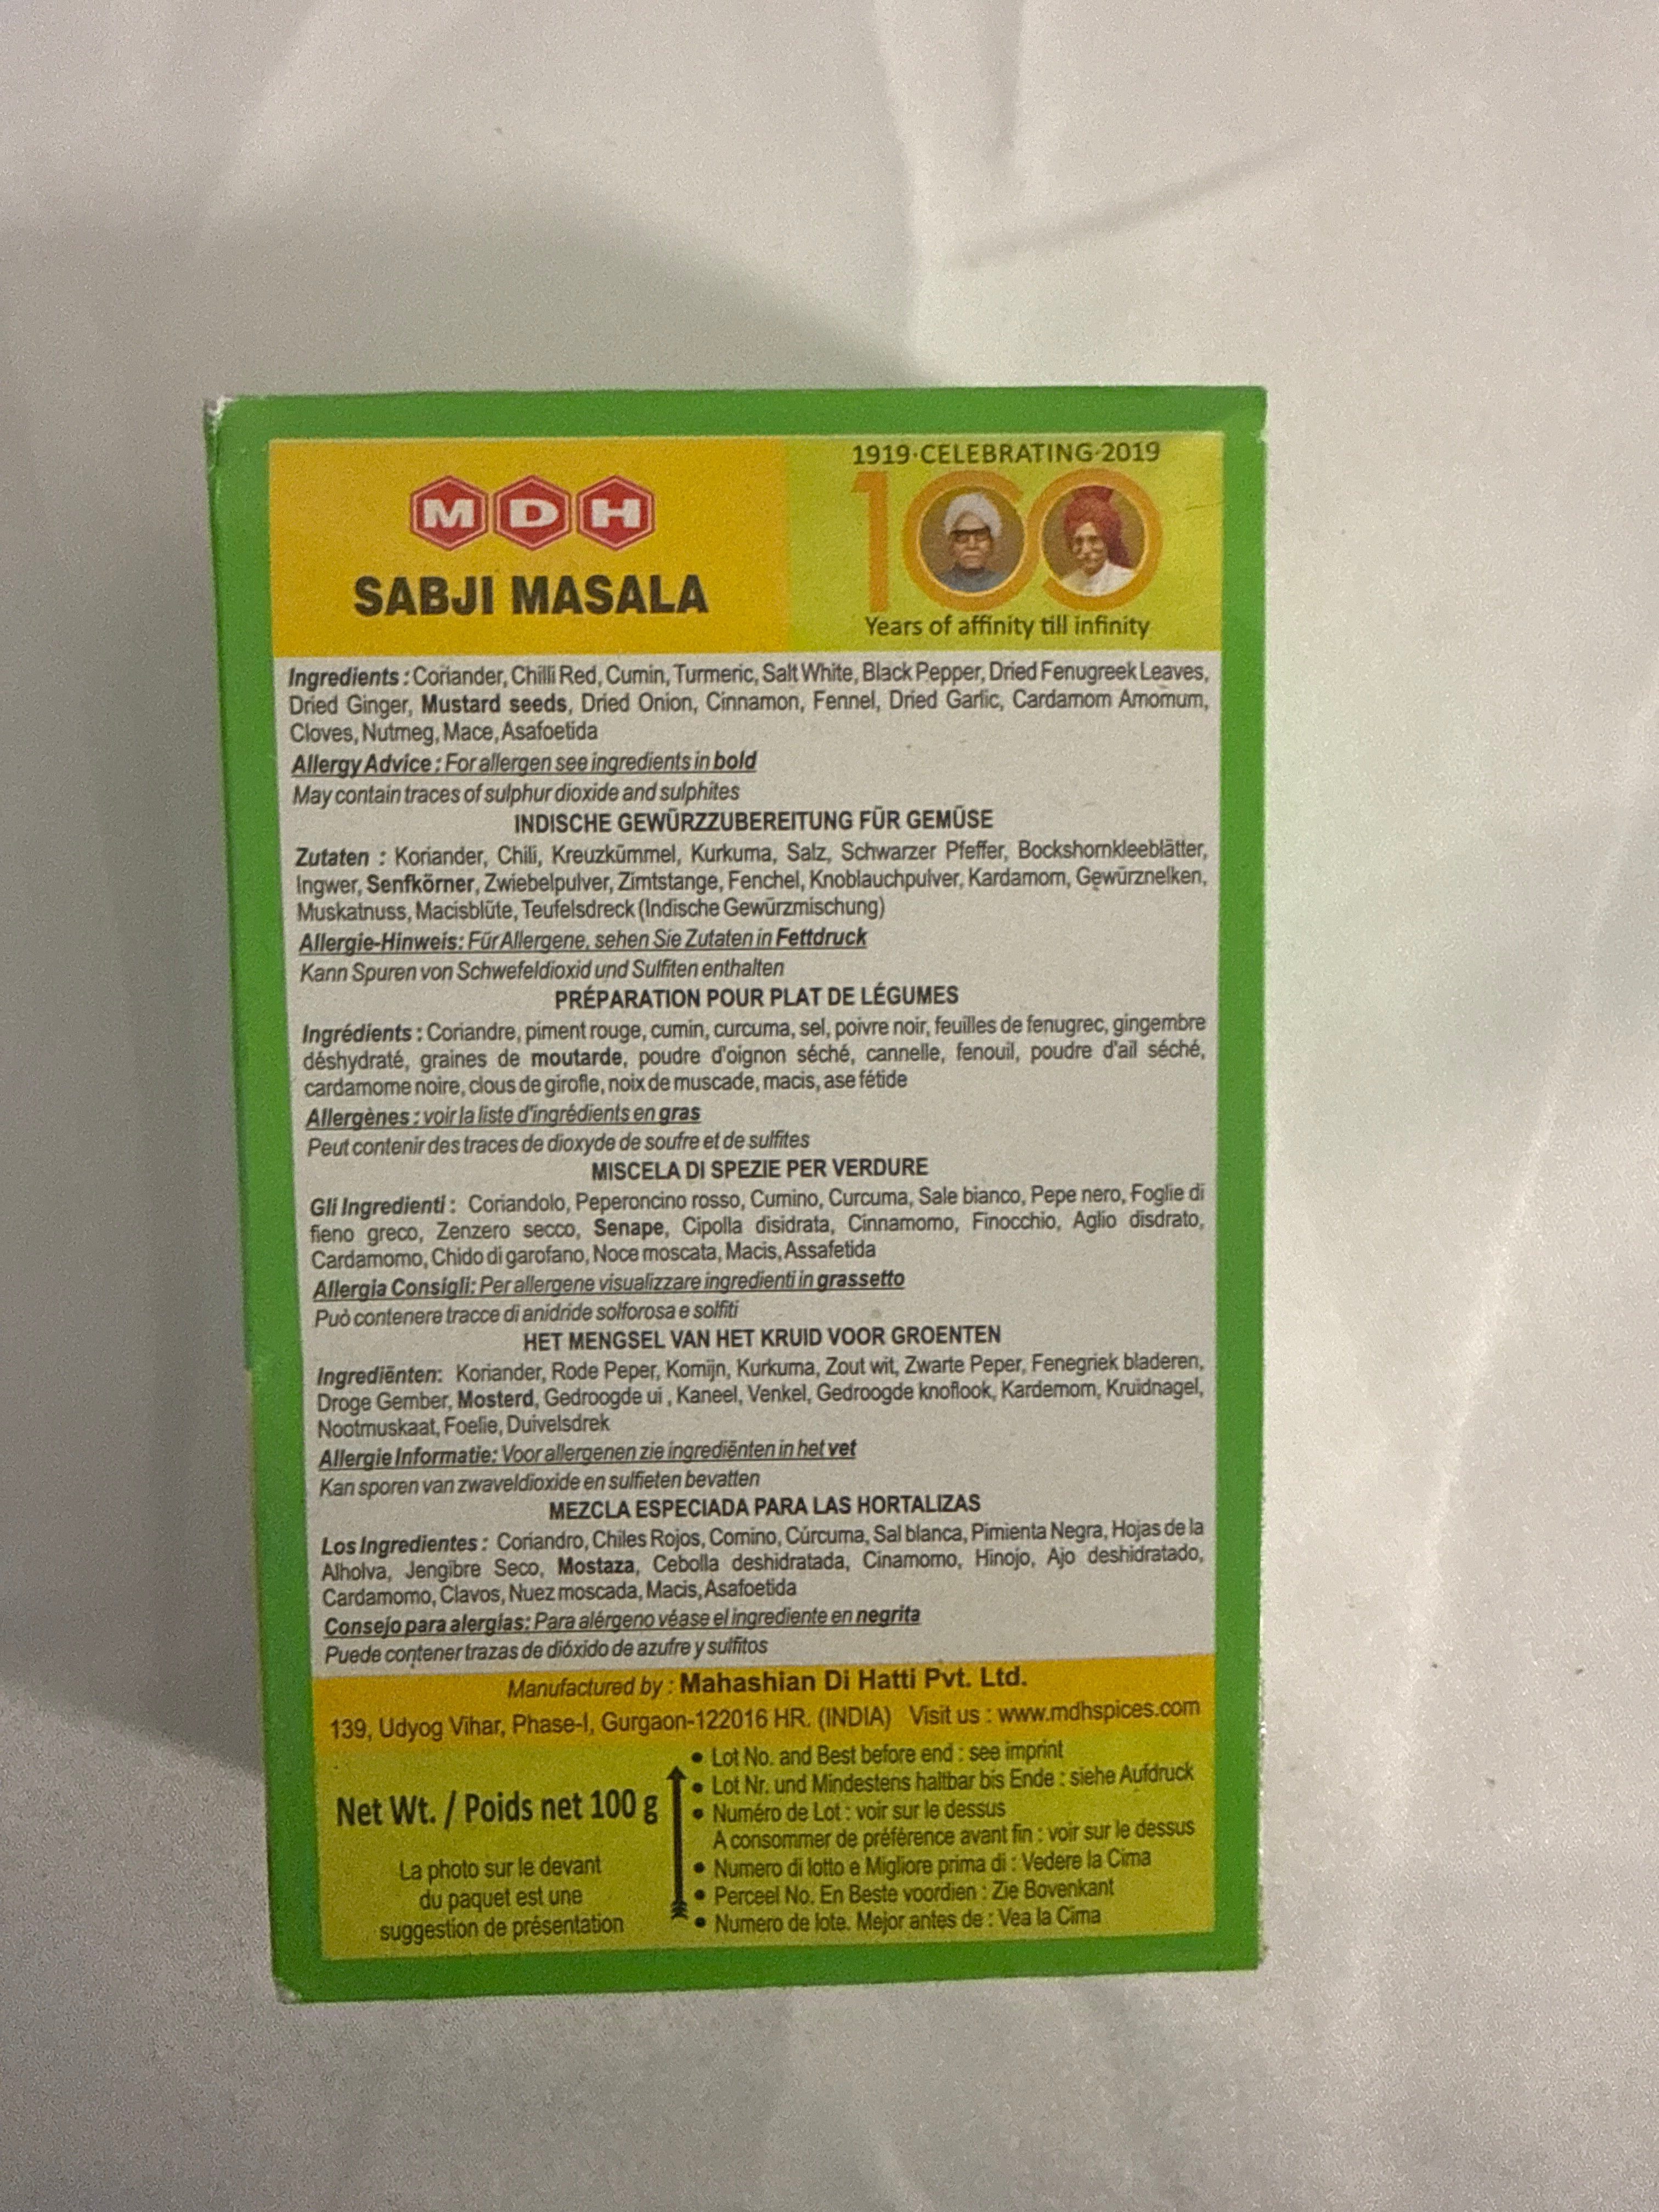 MDH
SABJI MASALA
1919·CELEBRATING·2019
100
Years of affinity till infinity
Ingredients : Coriander, Chilli Red, Cumin, Turmeric, Salt White, Black Pepper, Dried Fenugreek Leaves,
Dried Ginger, Mustard seeds, Dried Onion, Cinnamon, Fennel, Dried Garlic, Cardamom Amomum,
Cloves, Nutmeg, Mace, Asafoetida
Allergy Advice : For allergen see ingredients in bold
May contain traces of sulphur dioxide and sulphites
INDISCHE GEWÜRZZUBEREITUNG FÜR GEMÜSE
Zutaten : Koriander, Chili, Kreuzkümmel, Kurkuma, Salz, Schwarzer Pfeffer, Bockshornkleeblätter,
Ingwer, Senfkörner, Zwiebelpulver, Zimtstange, Fenchel, Knoblauchpulver, Kardamom, Gewürznelken,
Muskatnuss, Macisblüte, Teufelsdreck (Indische Gewürzmischung)
Allergie-Hinweis: Für Allergene, sehen Sie Zutaten in Fettdruck
Kann Spuren von Schwefeldioxid und Sulfiten enthalten
PRÉPARATION POUR PLAT DE LÉGUMES
Ingrédients : Coriandre, piment rouge, cumin, curcuma, sel, poivre noir, feuilles de fenugrec, gingembre
déshydraté, graines de moutarde, poudre d'oignon séché, cannelle, fenouil, poudre d'ail séché,
cardamome noire, clous de girofle, noix de muscade, macis, ase fétide
Allergènes : voir la liste d'ingrédients en gras
Peut contenir des traces de dioxyde de soufre et de sulfites
MISCELA DI SPEZIE PER VERDURE
Gli Ingredienti : Coriandolo, Peperoncino rosso, Cumino, Curcuma, Sale bianco, Pepe nero, Foglie di
fieno greco, Zenzero secco, Senape, Cipolla disidrata, Cinnamomo, Finocchio, Aglio disdrato,
Cardamomo, Chido di garofano, Noce moscata, Macis, Assafetida
Allergia Consigli: Per allergene visualizzare ingredienti in grassetto
Può contenere tracce di anidride solforosa e solfiti
HET MENGSEL VAN HET KRUID VOOR GROENTEN
Ingrediënten: Koriander, Rode Peper, Komijn, Kurkuma, Zout wit, Zwarte Peper, Fenegriek bladeren,
Droge Gember, Mosterd, Gedroogde ui , Kaneel, Venkel, Gedroogde knoflook, Kardemom, Kruidnagel,
Nootmuskaat, Foelie, Duivelsdrek
Allergie Informatie: Voor allergenen zie ingrediënten in het vet
Kan sporen van zwaveldioxide en sulfieten bevatten
MEZCLA ESPECIADA PARA LAS HORTALIZAS
Los Ingredientes : Coriandro, Chiles Rojos, Comino, Cúrcuma, Sal blanca, Pimienta Negra, Hojas de la
Alholva, Jengibre Seco, Mostaza, Cebolla deshidratada, Cinamomo, Hinojo, Ajo deshidratado,
Cardamomo, Clavos, Nuez moscada, Macis, Asafoetida
Consejo para alergias: Para alérgeno véase el ingrediente en negrita
Puede contener trazas de dióxido de azufre y sulfitos
Manufactured by : Mahashian Di Hatti Pvt. Ltd.
139, Udyog Vihar, Phase-I, Gurgaon-122016 HR. (INDIA) Visit us : www.mdhspices.com
Net Wt. / Poids net 100 g
La photo sur le devant
du paquet est une
suggestion de présentation
• Lot No. and Best before end : see imprint
• Lot Nr. und Mindestens haltbar bis Ende : siehe Aufdruck
• Numéro de Lot : voir sur le dessus
A consommer de préférence avant fin : voir sur le dessus
• Numero di lotto e Migliore prima di : Vedere la Cima
• Perceel No. En Beste voordien : Zie Bovenkant
• Numero de lote. Mejor antes de : Vea la Cima